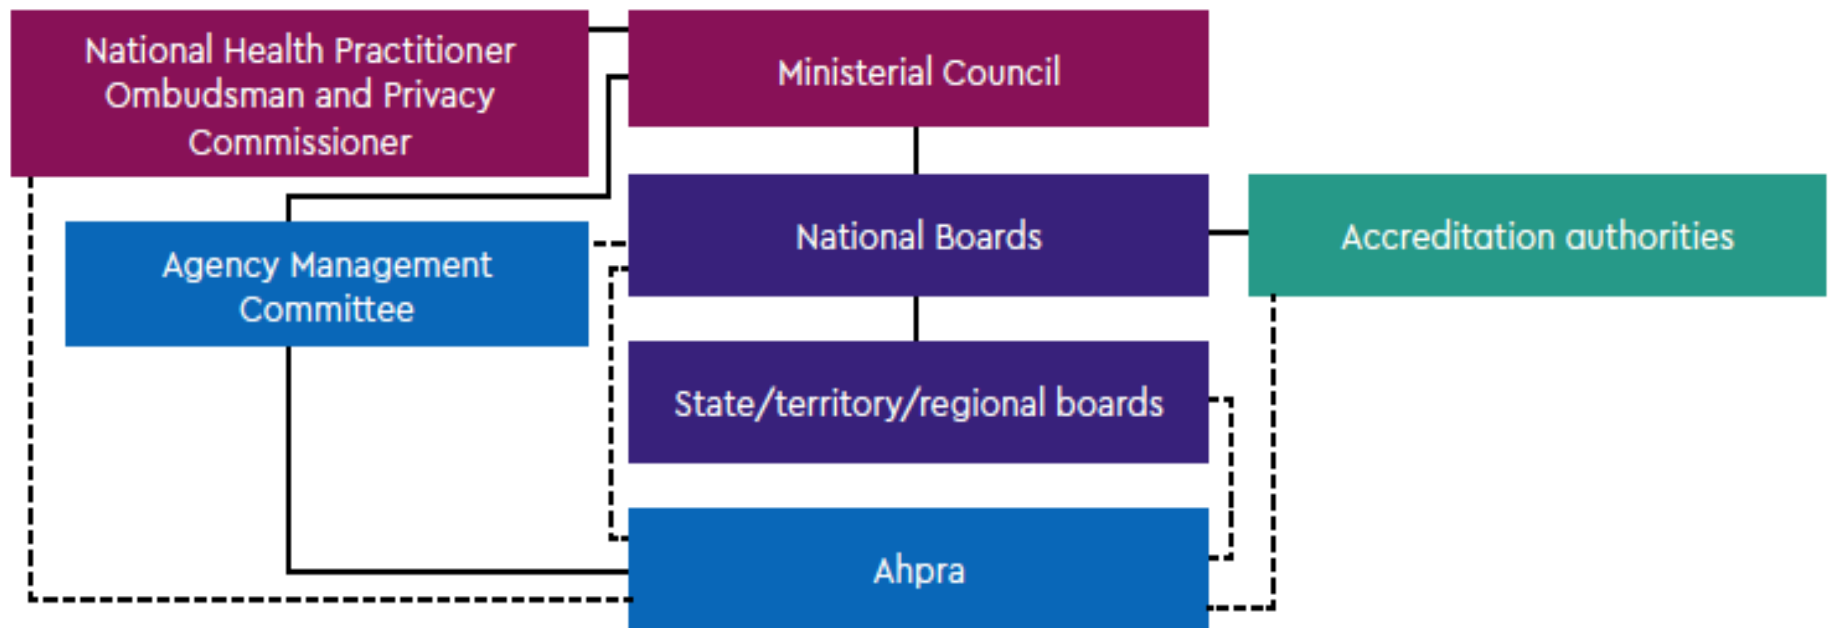 National Health Practitioner
Ombudsman and Privacy
Commissioner
Ministerial Council
Agency Management
Committee
National Boards
Accreditation authorities
State/territory/regional boards
Ahpra